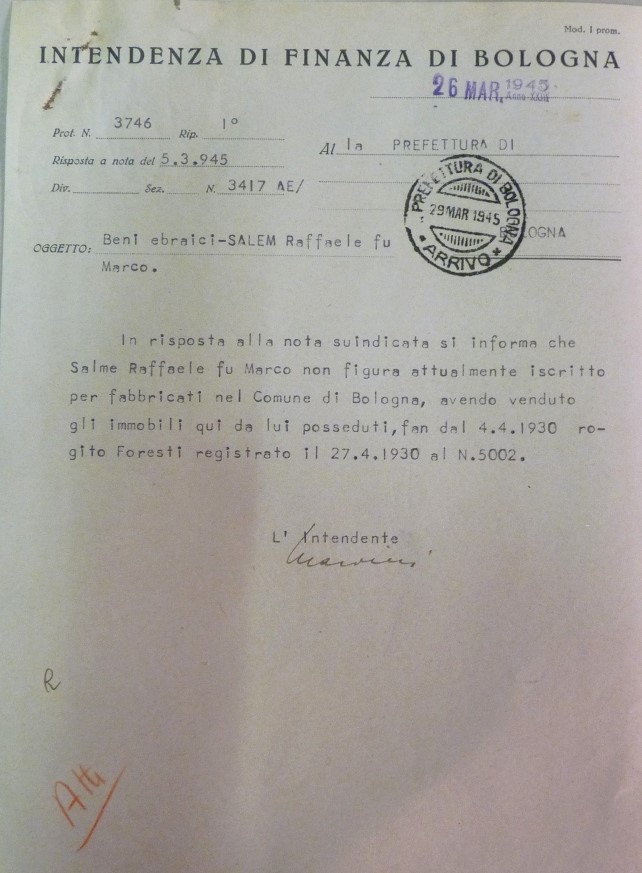 Mod. I prom.
INTENDENZA DI FINANZA DI BOLOGNA
26 MAR. 1945
Anno XXIII
Prot. N. 3746 Rip. 1°
Al la PREFETTURA DI
Risposta a nota del 5.3.945
Div. Sez. N. 3417 AE/
PREFETTURA DI BOLOGNA
29 MAR 1945
* ARRIVO *
BOLOGNA
OGGETTO: Beni ebraici-SALEM Raffaele fu
Marco.
In risposta alla nota suindicata si informa che
Salme Raffaele fu Marco non figura attualmente iscritto
per fabbricati nel Comune di Bologna, avendo venduto
gli immobili qui da lui posseduti,fan dal 4.4.1930 ro-
gito Foresti registrato il 27.4.1930 al N.5002.
L' Intendente
R
Atti